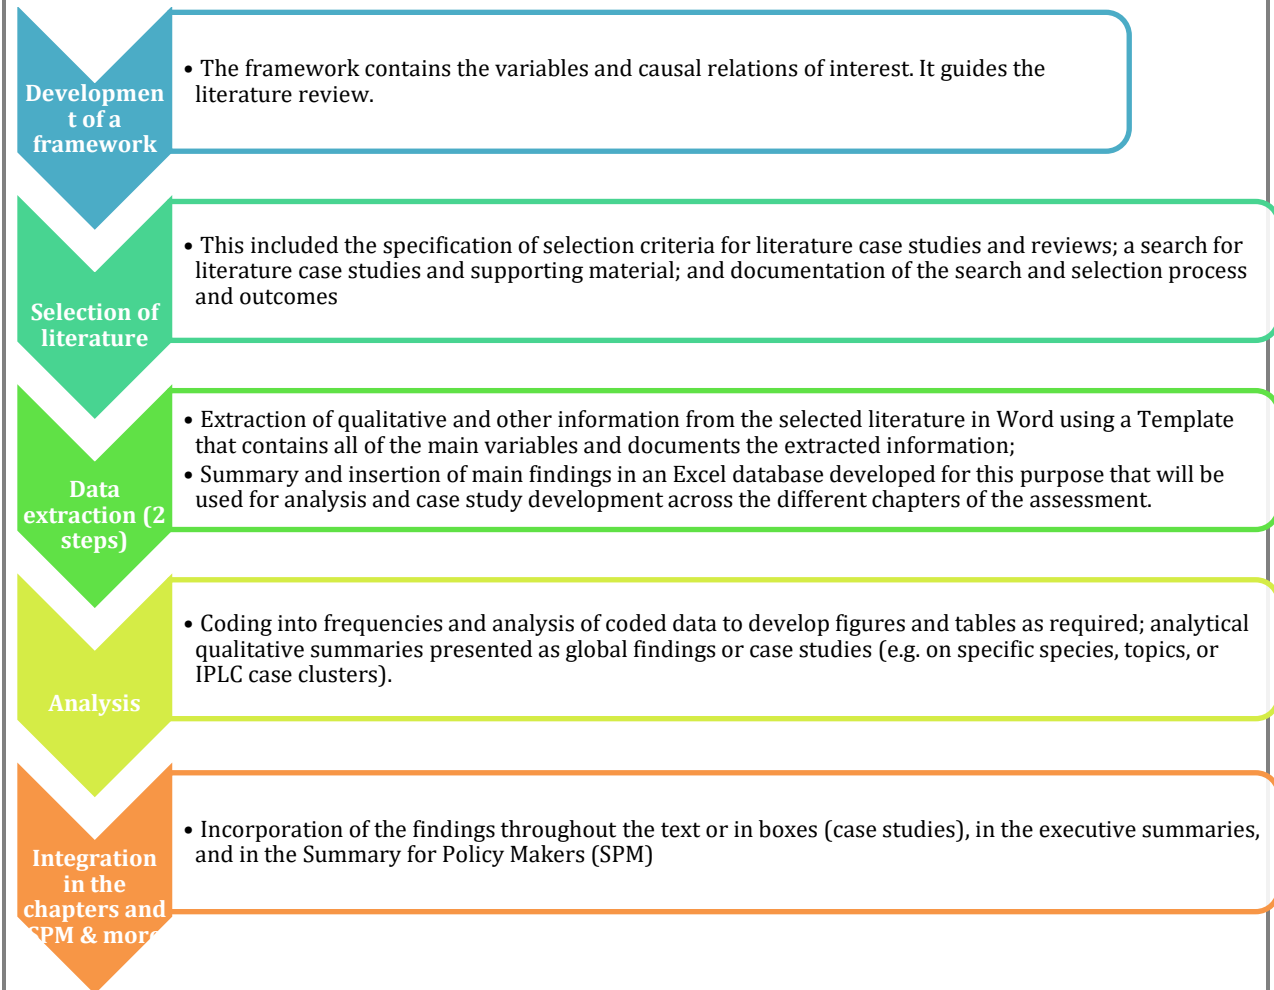 Developmen
t of a
framework
• The framework contains the variables and causal relations of interest. It guides the
literature review.
Selection of
literature
• This included the specification of selection criteria for literature case studies and reviews; a search for
literature case studies and supporting material; and documentation of the search and selection process
and outcomes
Data
extraction (2
steps)
• Extraction of qualitative and other information from the selected literature in Word using a Template
that contains all of the main variables and documents the extracted information;
• Summary and insertion of main findings in an Excel database developed for this purpose that will be
used for analysis and case study development across the different chapters of the assessment.
Analysis
• Coding into frequencies and analysis of coded data to develop figures and tables as required; analytical
qualitative summaries presented as global findings or case studies (e.g. on specific species, topics, or
IPLC case clusters).
Integration
in the
chapters and
SPM & more
• Incorporation of the findings throughout the text or in boxes (case studies), in the executive summaries,
and in the Summary for Policy Makers (SPM)